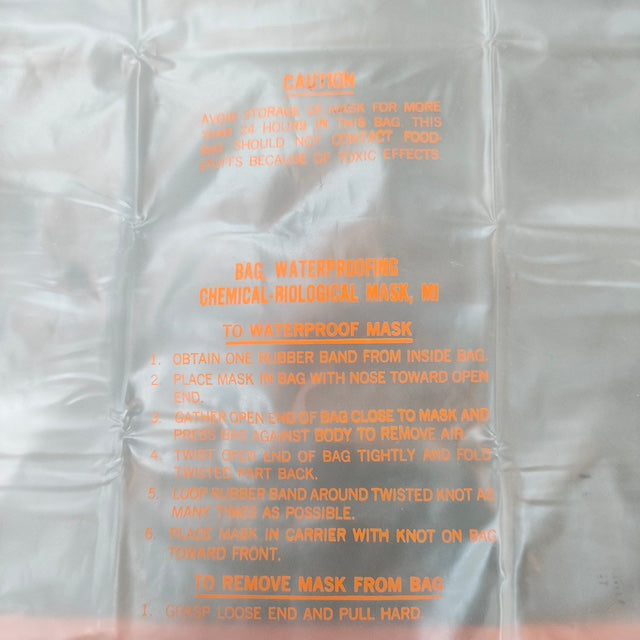 CAUTION
AVOID STORAGE OF MASK FOR MORE
THAN 24 HOURS IN THIS BAG. THIS
BAG SHOULD NOT CONTACT FOOD-
STUFFS BECAUSE OF TOXIC EFFECTS.
BAG, WATERPROOFING
CHEMICAL-BIOLOGICAL MASK, MI
TO WATERPROOF MASK
1. OBTAIN ONE RUBBER BAND FROM INSIDE BAG.
2. PLACE MASK IN BAG WITH NOSE TOWARD OPEN
END.
3. GATHER OPEN END OF BAG CLOSE TO MASK AND
PRESS BAG AGAINST BODY TO REMOVE AIR.
4. TWIST OPEN END OF BAG TIGHTLY AND FOLD
TWISTED PART BACK.
5. LOOP RUBBER BAND AROUND TWISTED KNOT AS
MANY TIMES AS POSSIBLE.
6. PLACE MASK IN CARRIER WITH KNOT ON BAG
TOWARD FRONT.
TO REMOVE MASK FROM BAG
1. GRASP LOOSE END AND PULL HARD.